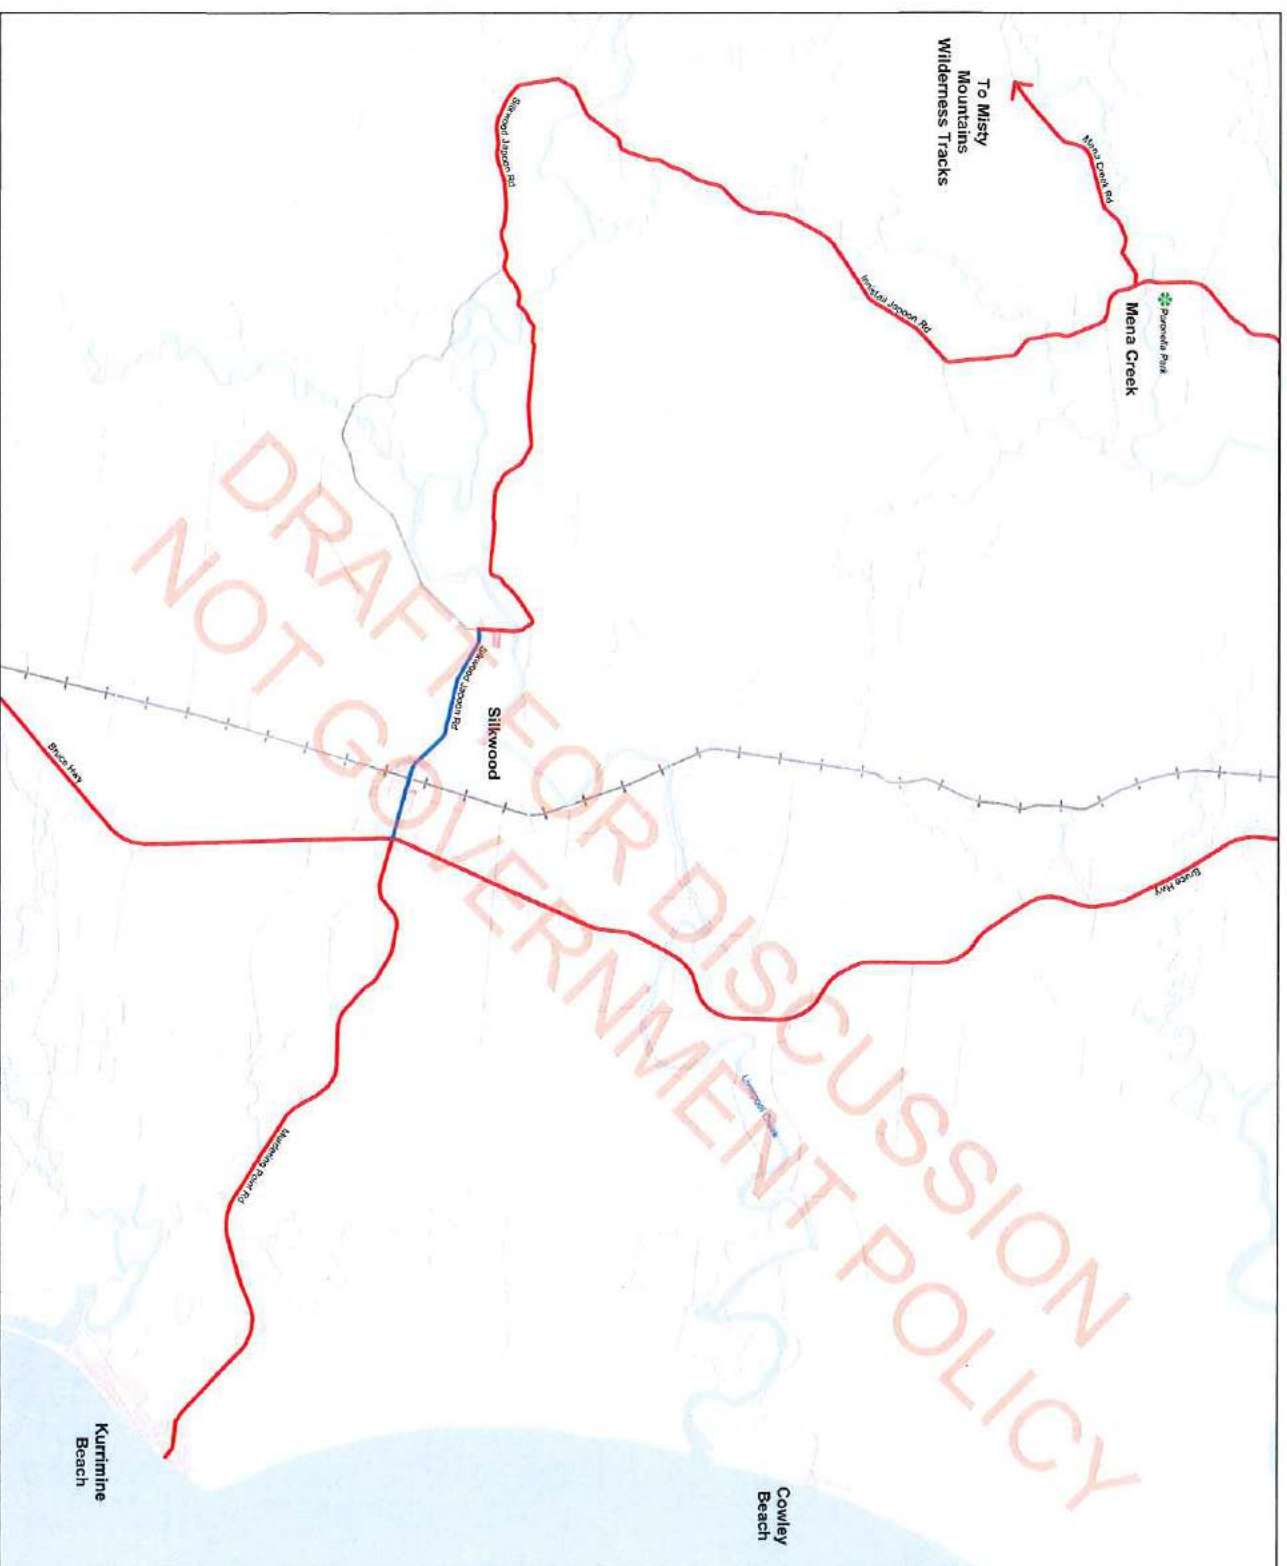 To Misty
Mountains
Wilderness Tracks
Mena Creek Rd
Paronella Park
Mena Creek
Innisfail Japoon Rd
Silkwood Japoon Rd
Silkwood Japoon Rd
Silkwood
Bruce Hwy
Bruce Hwy
Liverpool Creek
Murdering Point Rd
Kurrimine
Beach
Cowley
Beach
DRAFT FOR DISCUSSION
NOT GOVERNMENT POLICY